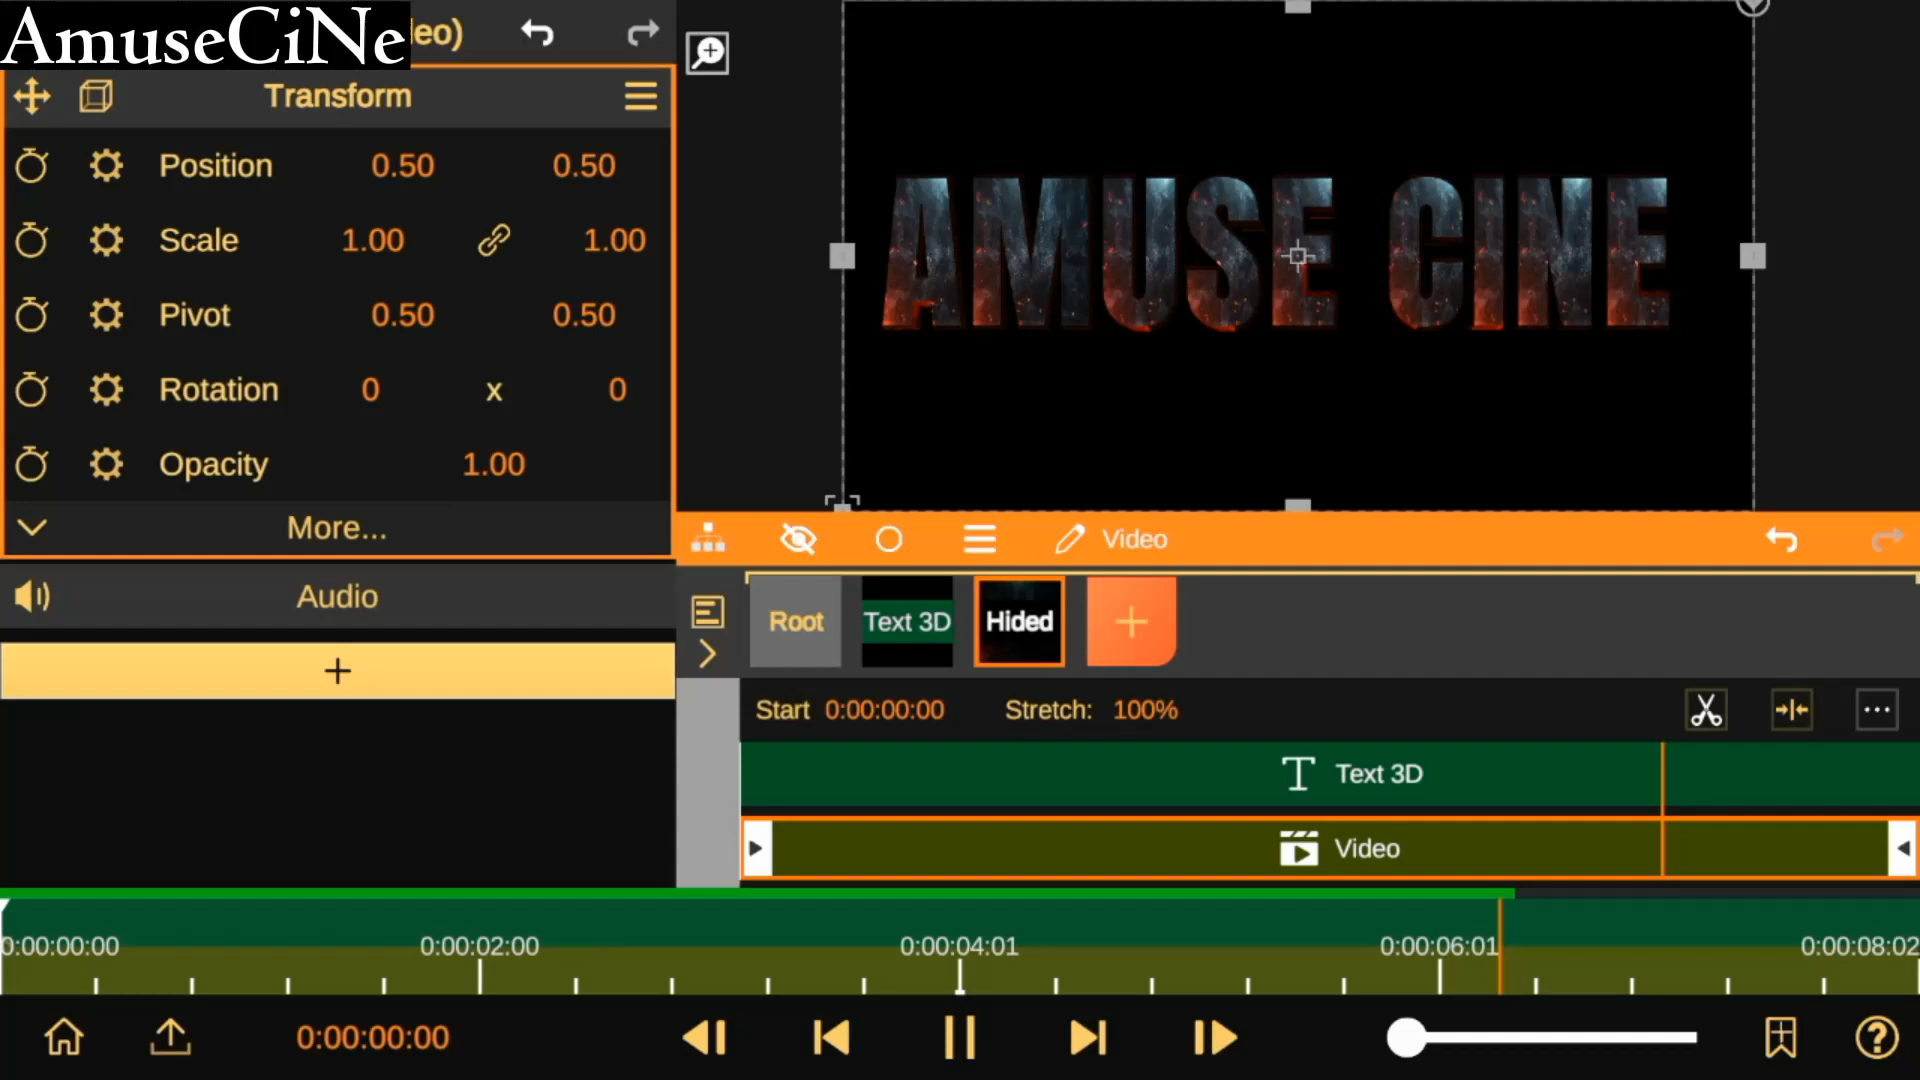 AmuseCiNe eo)
Transform
Position 0.50 0.50
Scale 1.00 1.00
Pivot 0.50 0.50
Rotation 0 x 0
Opacity 1.00
More...
Audio
+
AMUSE CINE
Video
Root Text 3D Hided +
Start 0:00:00:00 Stretch: 100%
Text 3D
Video
0:00:00:00 0:00:02:00 0:00:04:01 0:00:06:01 0:00:08:02
0:00:00:00
?